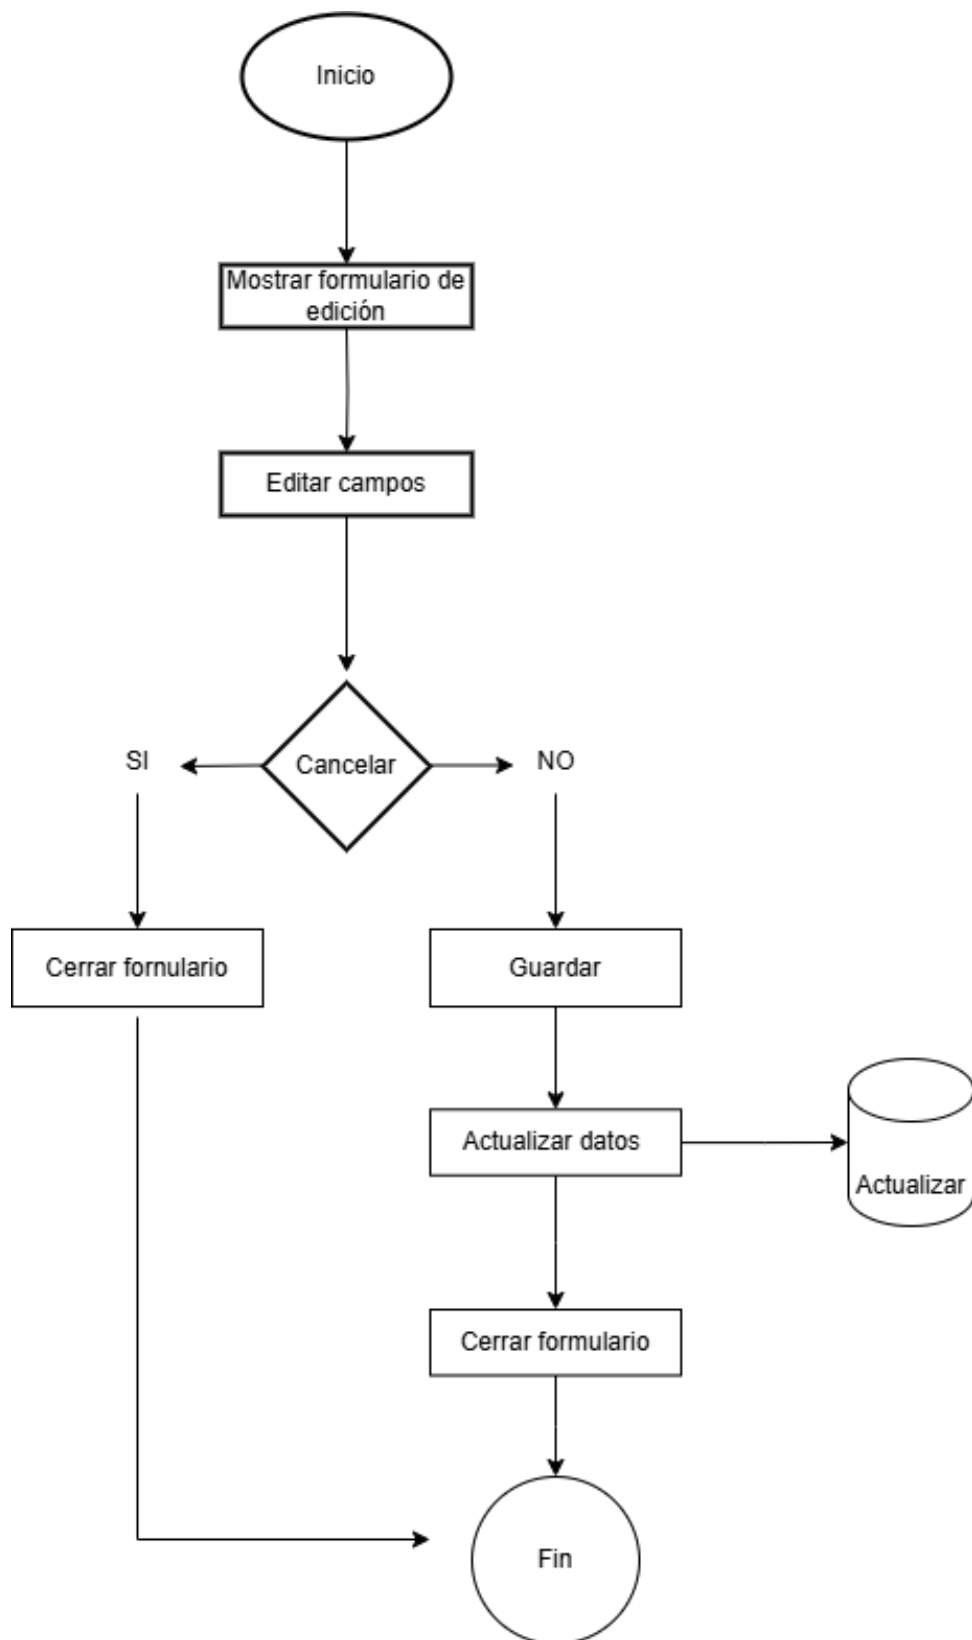 Inicio
Mostrar formulario de
edición
Editar campos
SI
Cancelar
NO
Cerrar fornulario
Guardar
Actualizar datos
Actualizar
Cerrar formulario
Fin